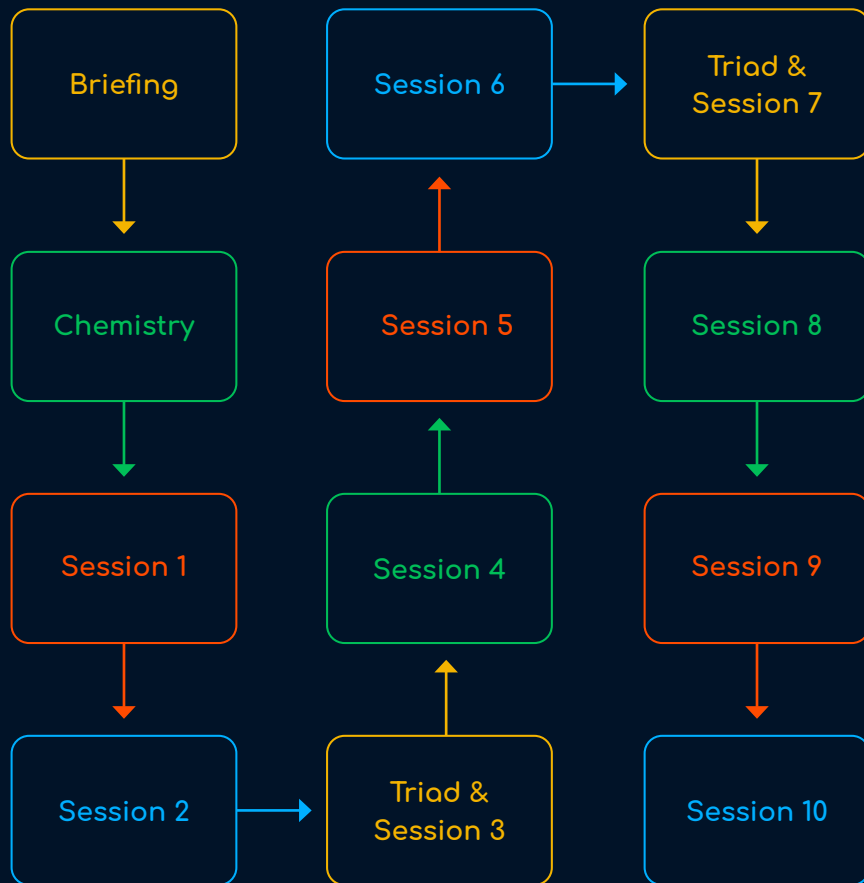 Briefing
Chemistry
Session 1
Session 2
Triad &
Session 3
Session 4
Session 5
Session 6
Triad &
Session 7
Session 8
Session 9
Session 10